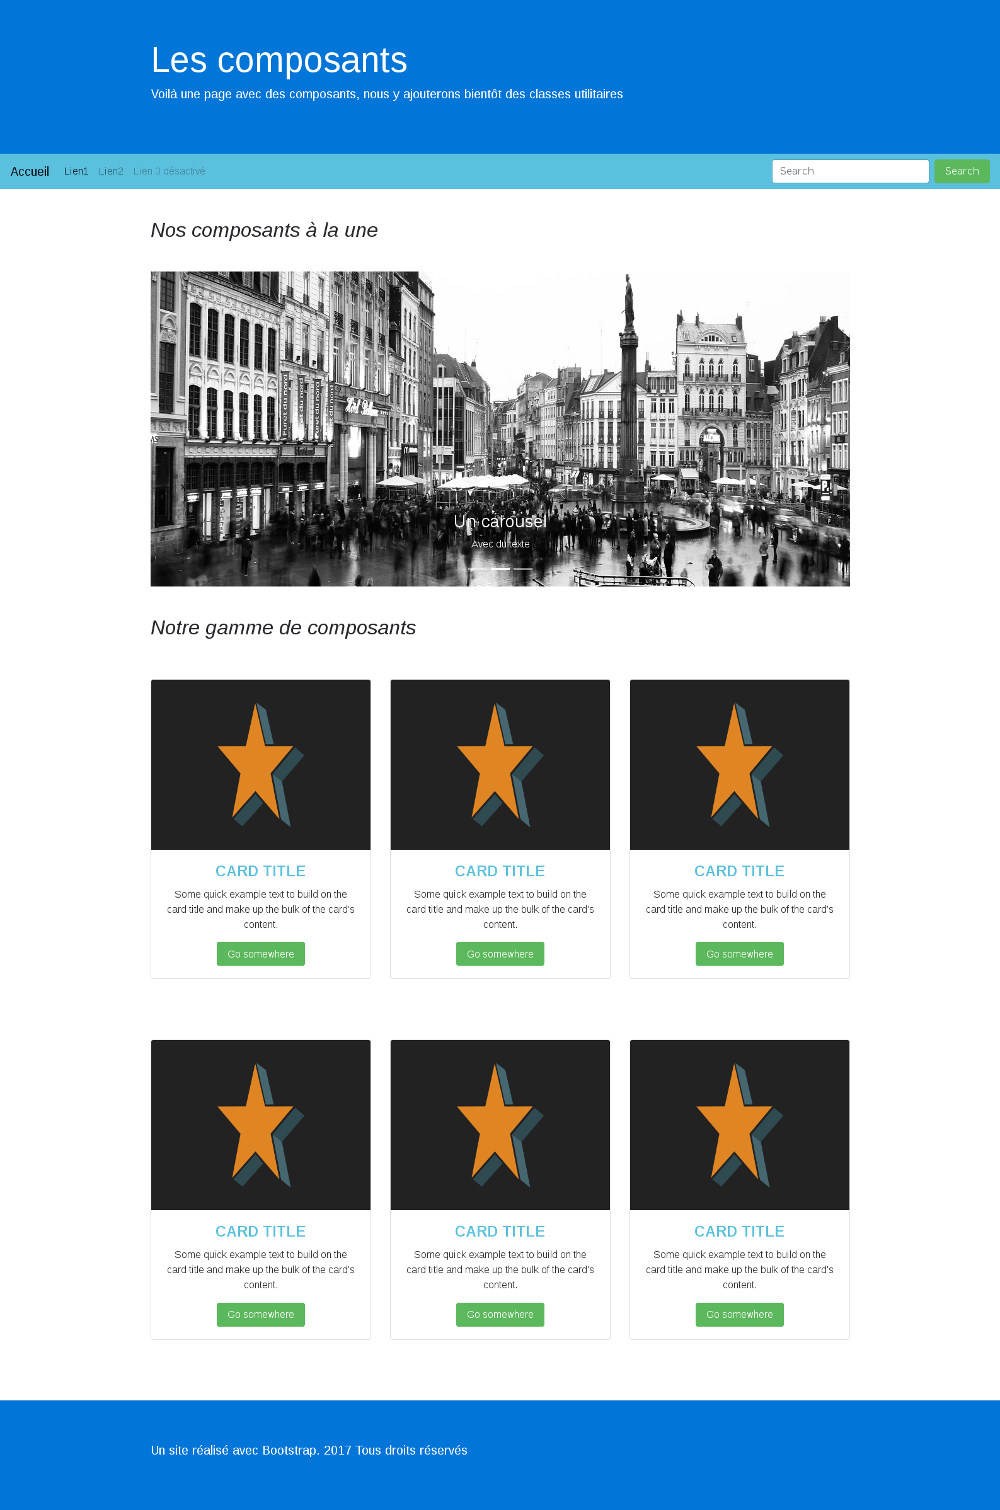 Les composants
Voilà une page avec des composants, nous y ajouterons bientôt des classes utilitaires
Accueil Lien1 Lien2 Lien 3 désactivé Search Search
Nos composants à la une
Un carousel
Avec du texte
Notre gamme de composants
CARD TITLE CARD TITLE CARD TITLE
Some quick example text to build on the Some quick example text to build on the Some quick example text to build on the
card title and make up the bulk of the card's card title and make up the bulk of the card's card title and make up the bulk of the card's
content. content. content.
Go somewhere Go somewhere Go somewhere
CARD TITLE CARD TITLE CARD TITLE
Some quick example text to build on the Some quick example text to build on the Some quick example text to build on the
card title and make up the bulk of the card's card title and make up the bulk of the card's card title and make up the bulk of the card's
content. content. content.
Go somewhere Go somewhere Go somewhere
Un site réalisé avec Bootstrap. 2017 Tous droits réservés